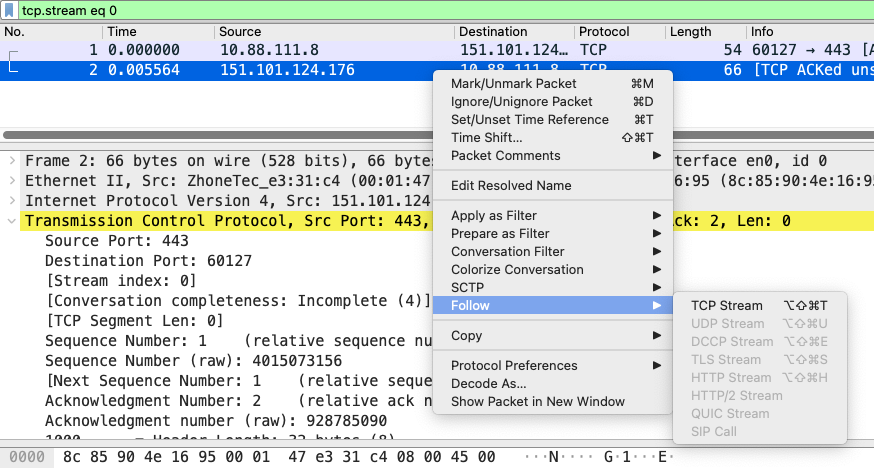 tcp.stream eq 0
No. Time Source Destination Protocol Length Info
1 0.000000 10.88.111.8 151.101.124… TCP 54 60127 → 443 [A
2 0.005564 151.101.124.176 10.88.111.8 TCP 66 [TCP ACKed uns
Mark/Unmark Packet ⌘M
Ignore/Unignore Packet ⌘D
Set/Unset Time Reference ⌘T
Time Shift... ⇧⌘T
Packet Comments
Edit Resolved Name
Apply as Filter
Prepare as Filter
Conversation Filter
Colorize Conversation
SCTP
Follow
Copy
Protocol Preferences
Decode As...
Show Packet in New Window
TCP Stream ⌥⇧⌘T
UDP Stream ⌥⇧⌘U
DCCP Stream ⌥⇧⌘E
TLS Stream ⌥⇧⌘S
HTTP Stream ⌥⇧⌘H
HTTP/2 Stream
QUIC Stream
SIP Call
Frame 2: 66 bytes on wire (528 bits), 66 byte terface en0, id 0
Ethernet II, Src: ZhoneTec_e3:31:c4 (00:01:47 6:95 (8c:85:90:4e:16:95
Internet Protocol Version 4, Src: 151.101.124
Transmission Control Protocol, Src Port: 443, ck: 2, Len: 0
Source Port: 443
Destination Port: 60127
[Stream index: 0]
[Conversation completeness: Incomplete (4)]
[TCP Segment Len: 0]
Sequence Number: 1 (relative sequence nu
Sequence Number (raw): 4015073156
[Next Sequence Number: 1 (relative seque
Acknowledgment Number: 2 (relative ack n
Acknowledgment number (raw): 928785090
1000 .... = Header Length: 32 bytes (8)
0000 8c 85 90 4e 16 95 00 01 47 e3 31 c4 08 00 45 00 ···N···· G·1···E·